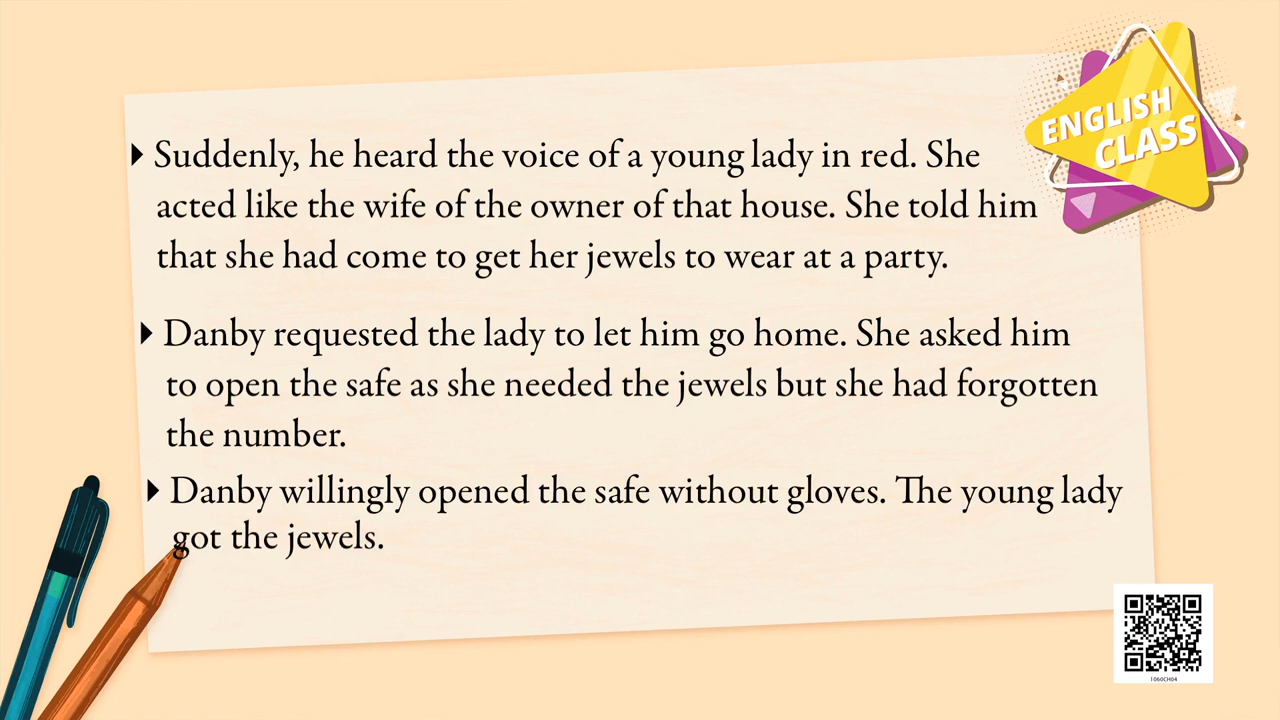 ENGLISH
CLASS
Suddenly, he heard the voice of a young lady in red. She
acted like the wife of the owner of that house. She told him
that she had come to get her jewels to wear at a party.
Danby requested the lady to let him go home. She asked him
to open the safe as she needed the jewels but she had forgotten
the number.
Danby willingly opened the safe without gloves. The young lady
got the jewels.
1060CH04